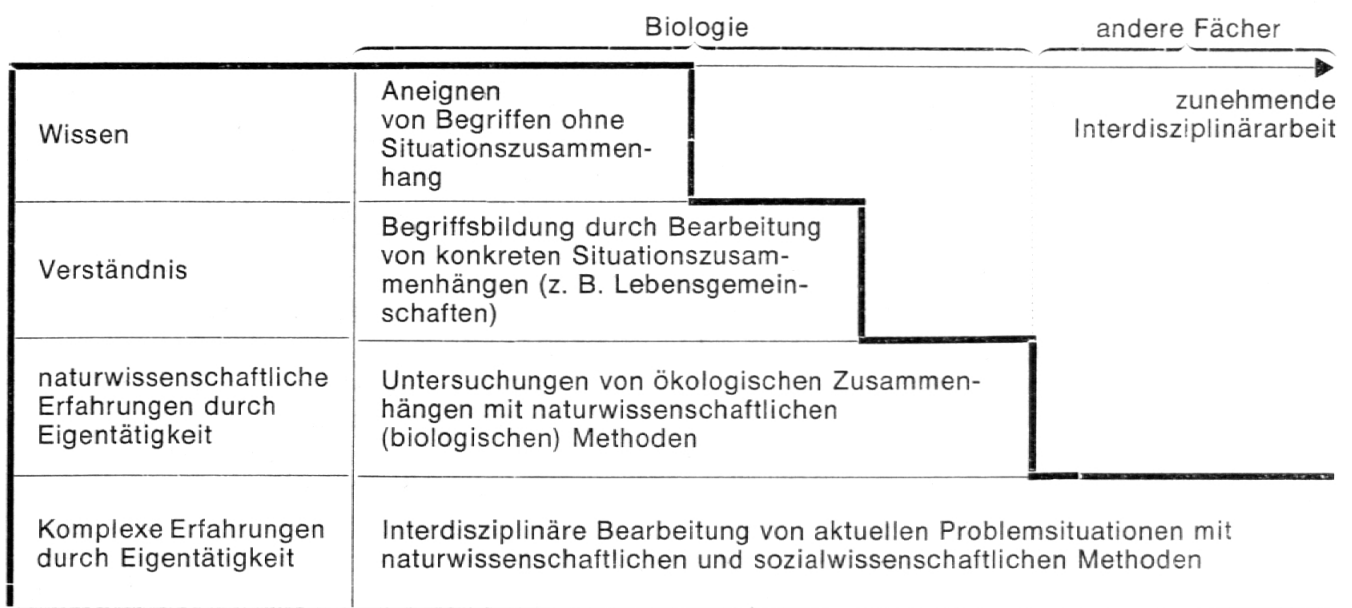 Biologie
andere Fächer
zunehmende
Interdisziplinärarbeit
Wissen
Aneignen
von Begriffen ohne
Situationszusammen-
hang
Verständnis
Begriffsbildung durch Bearbeitung
von konkreten Situationszusam-
menhängen (z. B. Lebensgemein-
schaften)
naturwissenschaftliche
Erfahrungen durch
Eigentätigkeit
Untersuchungen von ökologischen Zusammen-
hängen mit naturwissenschaftlichen
(biologischen) Methoden
Komplexe Erfahrungen
durch Eigentätigkeit
Interdisziplinäre Bearbeitung von aktuellen Problemsituationen mit
naturwissenschaftlichen und sozialwissenschaftlichen Methoden